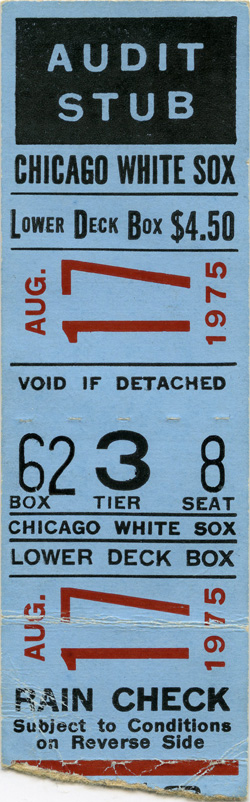 AUDIT
STUB
CHICAGO WHITE SOX
LOWER DECK BOX $4.50
AUG. 17 1975
VOID IF DETACHED
62 3 8
BOX TIER SEAT
CHICAGO WHITE SOX
LOWER DECK BOX
AUG. 17 1975
RAIN CHECK
Subject to Conditions
on Reverse Side